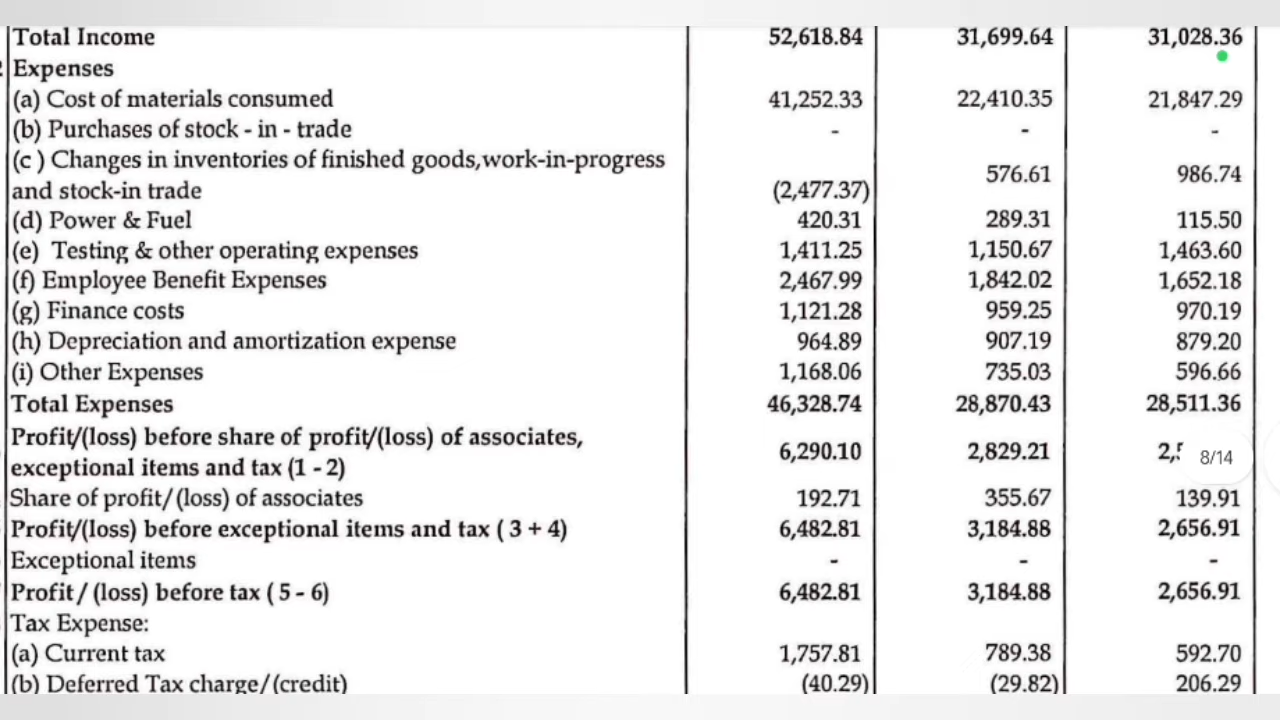 Total Income 52,618.84 31,699.64 31,028.36
Expenses
(a) Cost of materials consumed 41,252.33 22,410.35 21,847.29
(b) Purchases of stock - in - trade - - -
(c ) Changes in inventories of finished goods,work-in-progress
and stock-in trade (2,477.37) 576.61 986.74
(d) Power & Fuel 420.31 289.31 115.50
(e) Testing & other operating expenses 1,411.25 1,150.67 1,463.60
(f) Employee Benefit Expenses 2,467.99 1,842.02 1,652.18
(g) Finance costs 1,121.28 959.25 970.19
(h) Depreciation and amortization expense 964.89 907.19 879.20
(i) Other Expenses 1,168.06 735.03 596.66
Total Expenses 46,328.74 28,870.43 28,511.36
Profit/(loss) before share of profit/(loss) of associates,
exceptional items and tax (1 - 2) 6,290.10 2,829.21
8/14
Share of profit/(loss) of associates 192.71 355.67 139.91
Profit/(loss) before exceptional items and tax ( 3 + 4) 6,482.81 3,184.88 2,656.91
Exceptional items - - -
Profit / (loss) before tax ( 5 - 6) 6,482.81 3,184.88 2,656.91
Tax Expense:
(a) Current tax 1,757.81 789.38 592.70
(b) Deferred Tax charge/(credit) (40.29) (29.82) 206.29